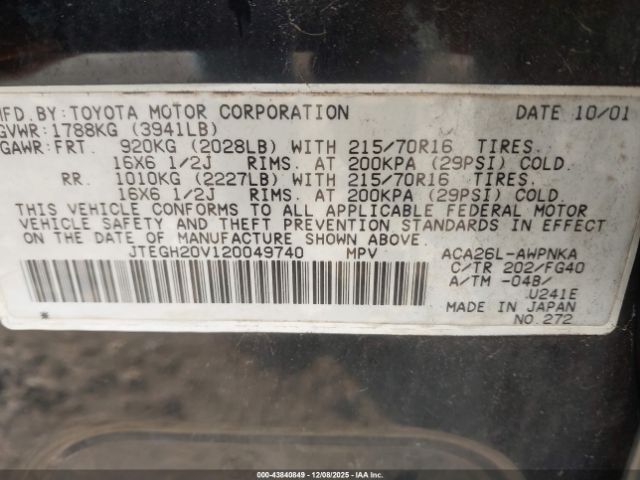 MFD. BY: TOYOTA MOTOR CORPORATION DATE 10/01
GVWR: 1788KG (3941LB)
GAWR: FRT. 920KG (2028LB) WITH 215/70R16 TIRES.
16X6 1/2J RIMS. AT 200KPA (29PSI) COLD.
RR. 1010KG (2227LB) WITH 215/70R16 TIRES.
16X6 1/2J RIMS. AT 200KPA (29PSI) COLD.
THIS VEHICLE CONFORMS TO ALL APPLICABLE FEDERAL MOTOR
VEHICLE SAFETY AND THEFT PREVENTION STANDARDS IN EFFECT
ON THE DATE OF MANUFACTURE SHOWN ABOVE.
JTEGH20V120049740 MPV ACA26L-AWPNKA
C/TR 202/FG40
A/TM -04B/
U241E
MADE IN JAPAN
* NO. 272
000-43840849 | 12/08/2025 - IAA Inc.